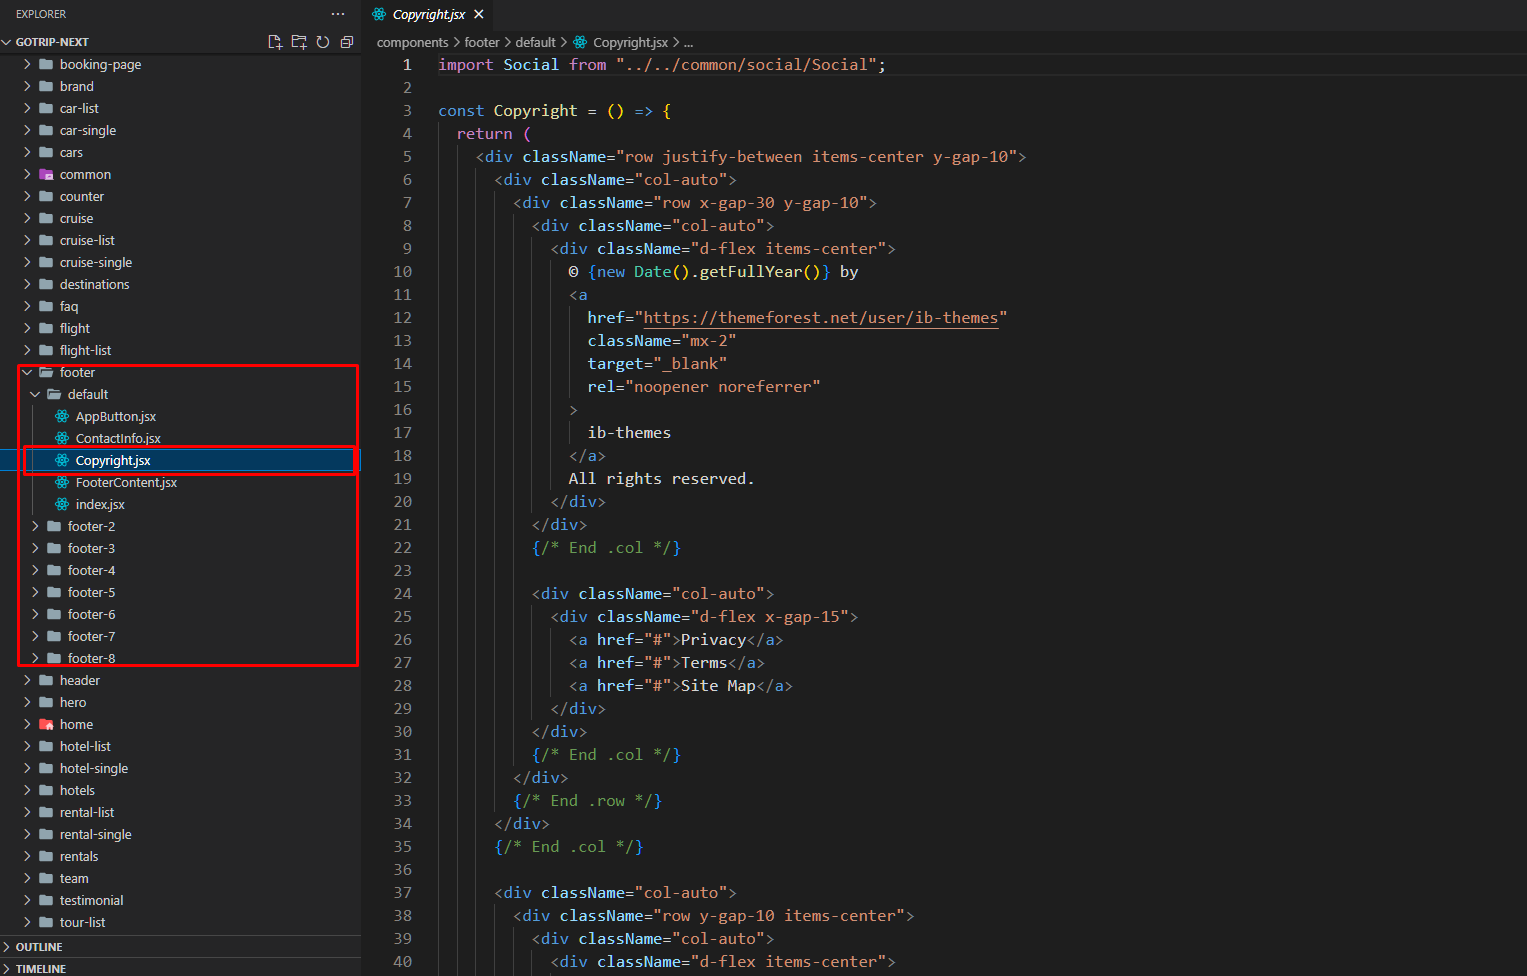 EXPLORER
GOTRIP-NEXT
booking-page
brand
car-list
car-single
cars
common
counter
cruise
cruise-list
cruise-single
destinations
faq
flight
flight-list
footer
default
AppButton.jsx
ContactInfo.jsx
Copyright.jsx
FooterContent.jsx
index.jsx
footer-2
footer-3
footer-4
footer-5
footer-6
footer-7
footer-8
header
hero
home
hotel-list
hotel-single
hotels
rental-list
rental-single
rentals
team
testimonial
tour-list
OUTLINE
TIMELINE
Copyright.jsx
components > footer > default > Copyright.jsx > ...
1 import Social from "../../common/social/Social";
2
3 const Copyright = () => {
4 return (
5 <div className="row justify-between items-center y-gap-10">
6 <div className="col-auto">
7 <div className="row x-gap-30 y-gap-10">
8 <div className="col-auto">
9 <div className="d-flex items-center">
10 © {new Date().getFullYear()} by
11 <a
12 href="https://themeforest.net/user/ib-themes"
13 className="mx-2"
14 target="_blank"
15 rel="noopener noreferrer"
16 >
17 ib-themes
18 </a>
19 All rights reserved.
20 </div>
21 </div>
22 {/* End .col */}
23
24 <div className="col-auto">
25 <div className="d-flex x-gap-15">
26 <a href="#">Privacy</a>
27 <a href="#">Terms</a>
28 <a href="#">Site Map</a>
29 </div>
30 </div>
31 {/* End .col */}
32 </div>
33 {/* End .row */}
34 </div>
35 {/* End .col */}
36
37 <div className="col-auto">
38 <div className="row y-gap-10 items-center">
39 <div className="col-auto">
40 <div className="d-flex items-center">